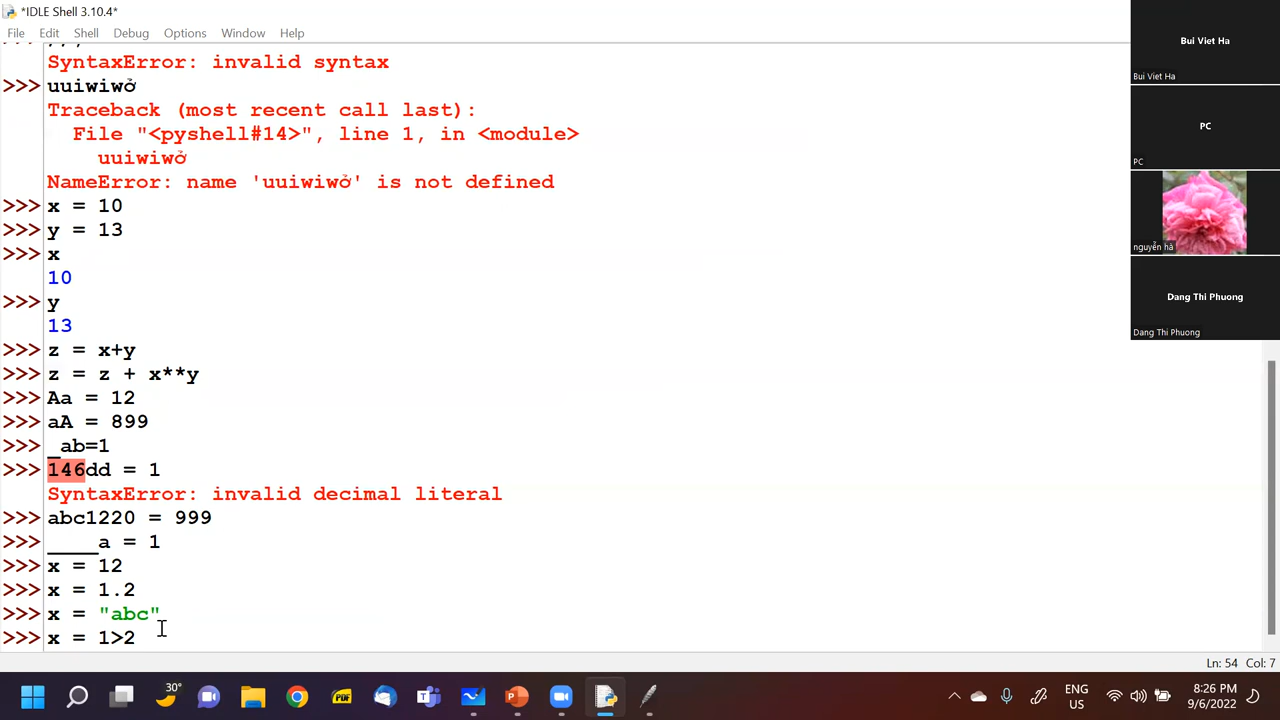 *IDLE Shell 3.10.4*
File Edit Shell Debug Options Window Help
SyntaxError: invalid syntax
>>> uuiwiwở
Traceback (most recent call last):
File "<pyshell#14>", line 1, in <module>
uuiwiwở
NameError: name 'uuiwiwở' is not defined
>>> x = 10
>>> y = 13
>>> x
10
>>> y
13
>>> z = x+y
>>> z = z + x**y
>>> Aa = 12
>>> aA = 899
>>> _ab=1
>>> 146dd = 1
SyntaxError: invalid decimal literal
>>> abc1220 = 999
>>> ____a = 1
>>> x = 12
>>> x = 1.2
>>> x = "abc"
>>> x = 1>2
Ln: 54 Col: 7
Bui Viet Ha
Bui Viet Ha
PC
PC
nguyễn hà
Dang Thi Phuong
Dang Thi Phuong
30°
PDF
ENG
US
8:26 PM
9/6/2022